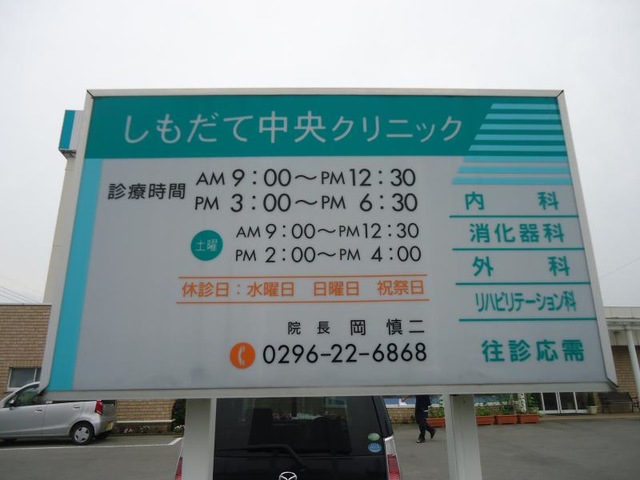 しもだて中央クリニック
診療時間 AM 9:00〜PM 12:30
PM 3:00〜PM 6:30
土曜 AM 9:00〜PM 12:30
PM 2:00〜PM 4:00
休診日:水曜日 日曜日 祝祭日
院長 岡 慎二
0296-22-6868
内科
消化器科
外科
リハビリテーション科
往診応需